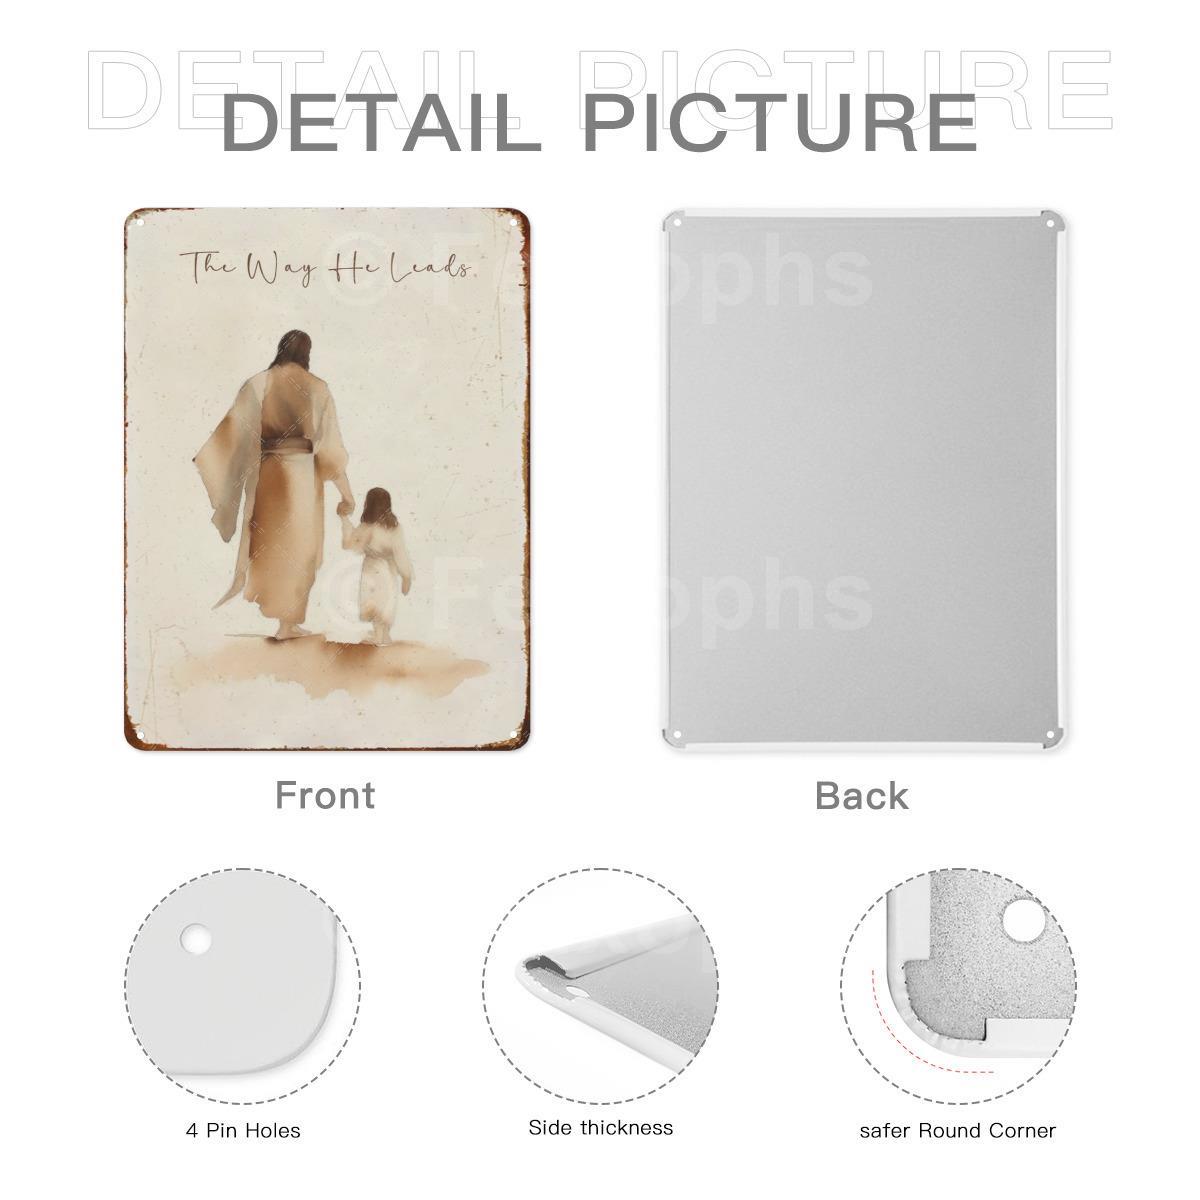 DETAIL PICTURE
DETAIL PICTURE
The Way He Leads
Front
Back
4 Pin Holes
Side thickness
safer Round Corner